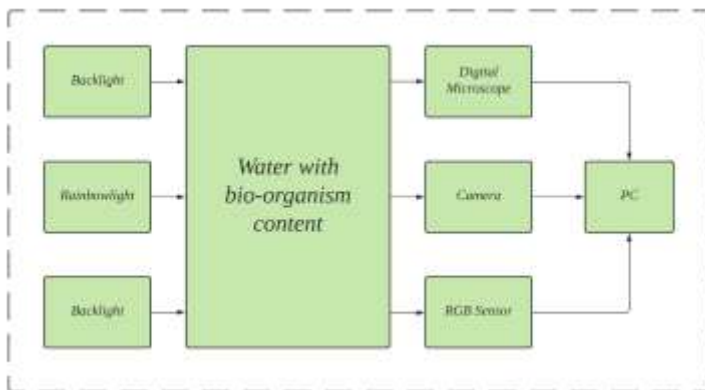 Backlight
Rainbowlight
Backlight
Water with
bio-organism
content
Digital
Microscope
Camera
RGB Sensor
PC